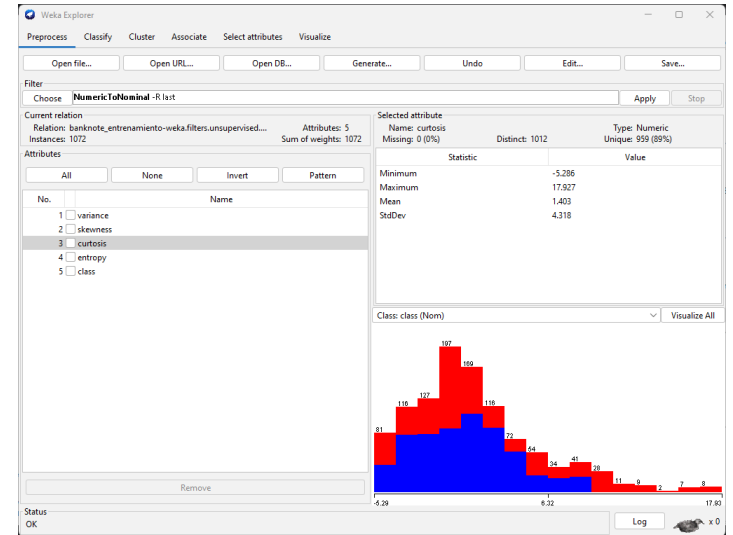 Weka Explorer
Preprocess Classify Cluster Associate Select attributes Visualize
Open file... Open URL... Open DB... Generate... Undo Edit... Save...
Filter
Choose NumericToNominal -R last Apply Stop
Current relation
Relation: banknote_entrenamiento-weka.filters.unsupervised.... Attributes: 5
Instances: 1072 Sum of weights: 1072
Attributes
All None Invert Pattern
No. Name
1 variance
2 skewness
3 curtosis
4 entropy
5 class
Remove
Selected attribute
Name: curtosis Type: Numeric
Missing: 0 (0%) Distinct: 1012 Unique: 959 (89%)
Statistic Value
Minimum -5.286
Maximum 17.927
Mean 1.403
StdDev 4.318
Class: class (Nom) Visualize All
81 116 127 197 169 116 72 54 34 41 28 11 9 2 7 8
-5.29 6.32 17.93
Status
OK
Log x 0